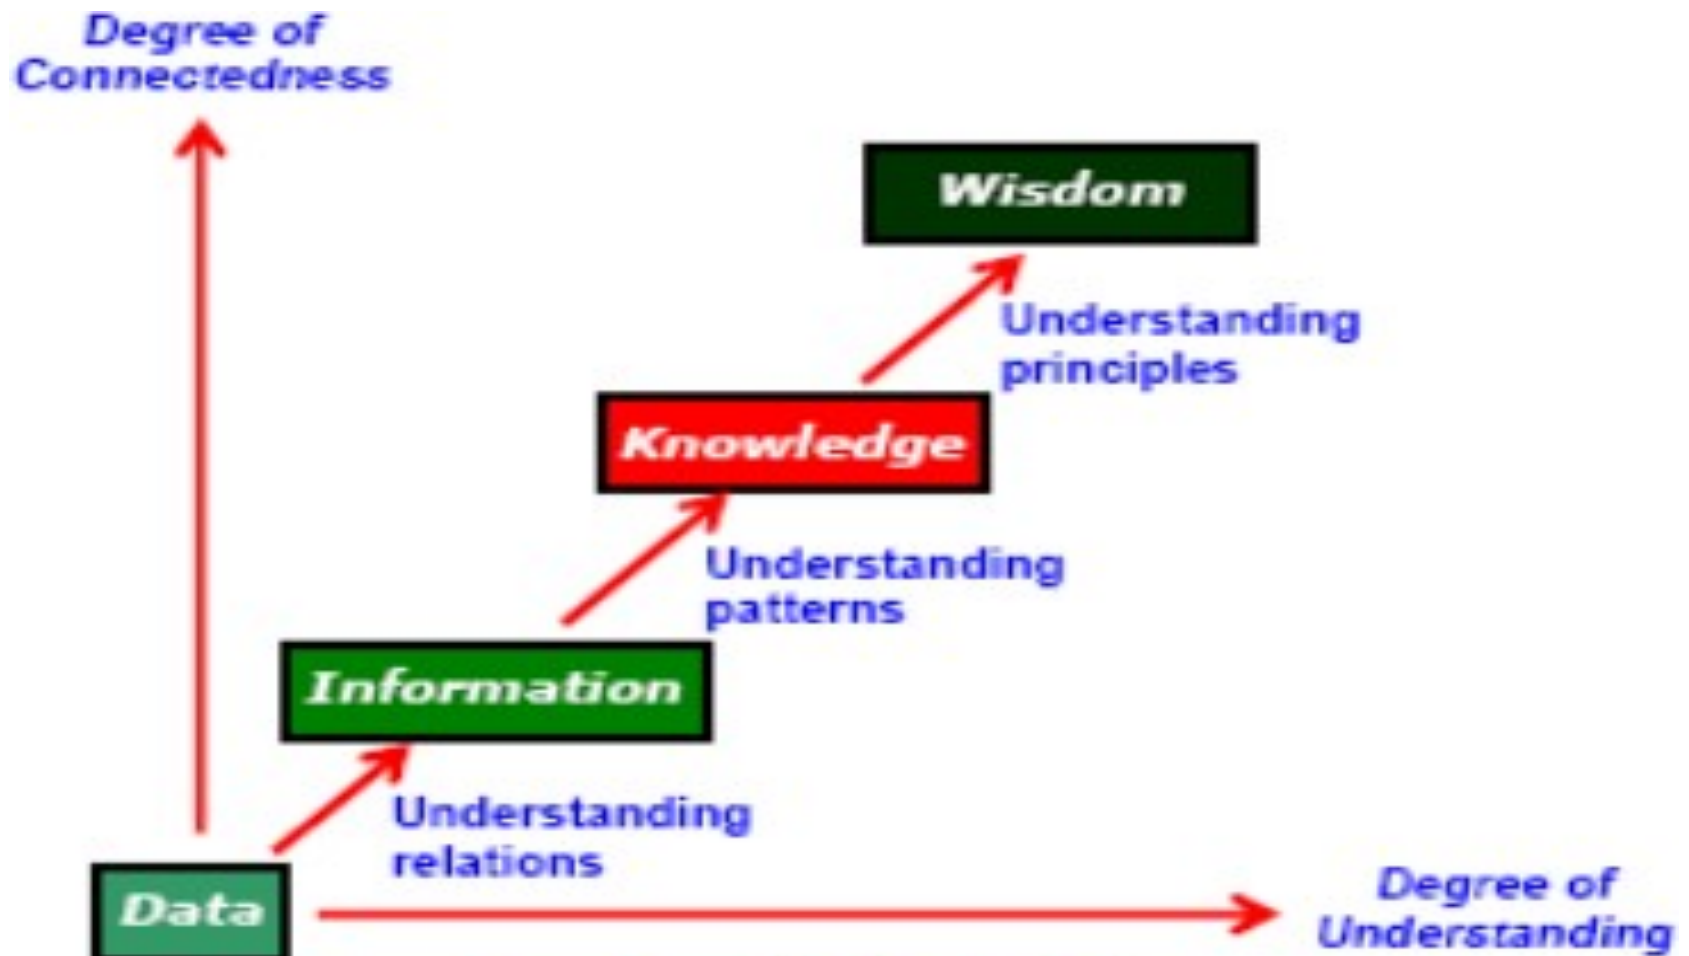 Degree of
Connectedness
Wisdom
Understanding
principles
Knowledge
Understanding
patterns
Information
Understanding
relations
Data
Degree of
Understanding